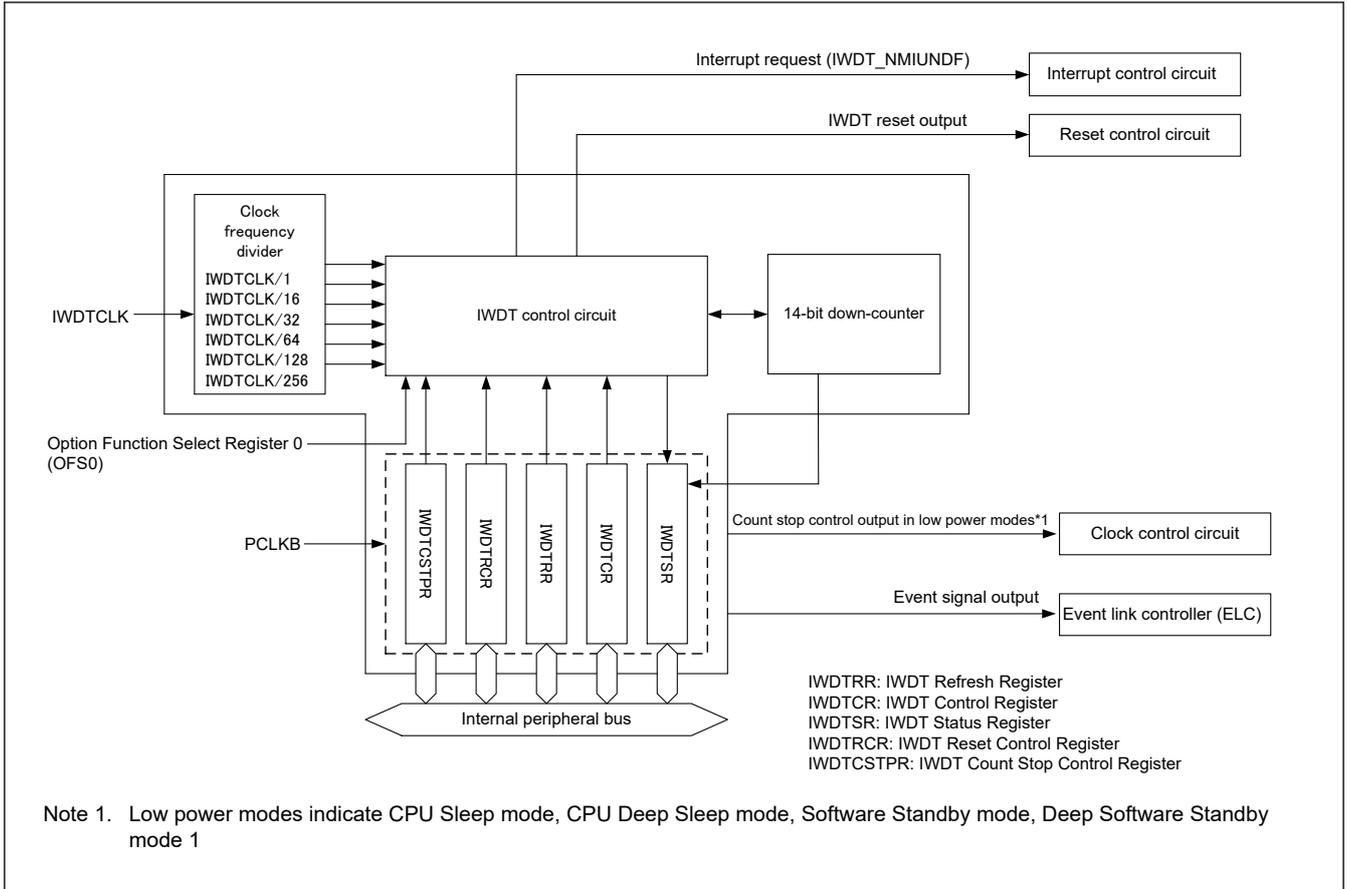 Interrupt request (IWDT_NMIUNDF)
Interrupt control circuit
IWDT reset output
Reset control circuit
Clock
frequency
divider
IWDTCLK/1
IWDTCLK/16
IWDTCLK/32
IWDTCLK/64
IWDTCLK/128
IWDTCLK/256
IWDTCLK
IWDT control circuit
14-bit down-counter
Option Function Select Register 0
(OFS0)
PCLKB
IWDTCSTPR
IWDTRCR
IWDTRR
IWDTCR
IWDTSR
Count stop control output in low power modes*1
Clock control circuit
Event signal output
Event link controller (ELC)
Internal peripheral bus
IWDTRR: IWDT Refresh Register
IWDTCR: IWDT Control Register
IWDTSR: IWDT Status Register
IWDTRCR: IWDT Reset Control Register
IWDTCSTPR: IWDT Count Stop Control Register
Note 1. Low power modes indicate CPU Sleep mode, CPU Deep Sleep mode, Software Standby mode, Deep Software Standby
mode 1